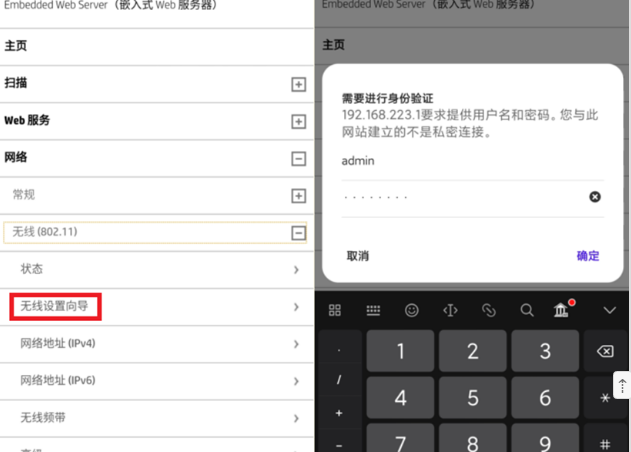 Embedded Web Server（嵌入式 Web 服务器）
主页
扫描
Web 服务
网络
常规
无线 (802.11)
状态
无线设置向导
网络地址 (IPv4)
网络地址 (IPv6)
无线频带
高级
Embedded Web Server（嵌入式 Web 服务器）
主页
需要进行身份验证
192.168.223.1要求提供用户名和密码。您与此
网站建立的不是私密连接。
admin
········
取消
确定
.
/
+
-
1 2 3
4 5 6 *
7 8 9 #